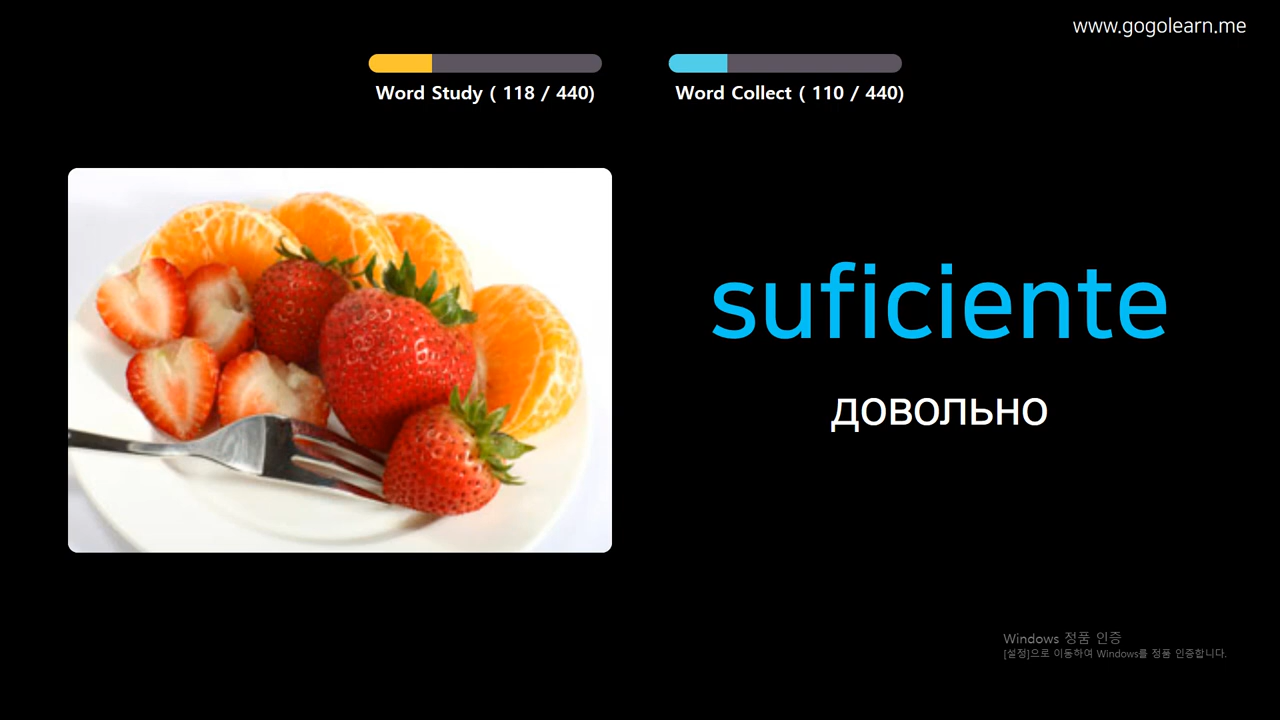 www.gogolearn.me
Word Study ( 118 / 440)
Word Collect ( 110 / 440)
suficiente
довольно
Windows 정품 인증
[설정]으로 이동하여 Windows를 정품 인증합니다.